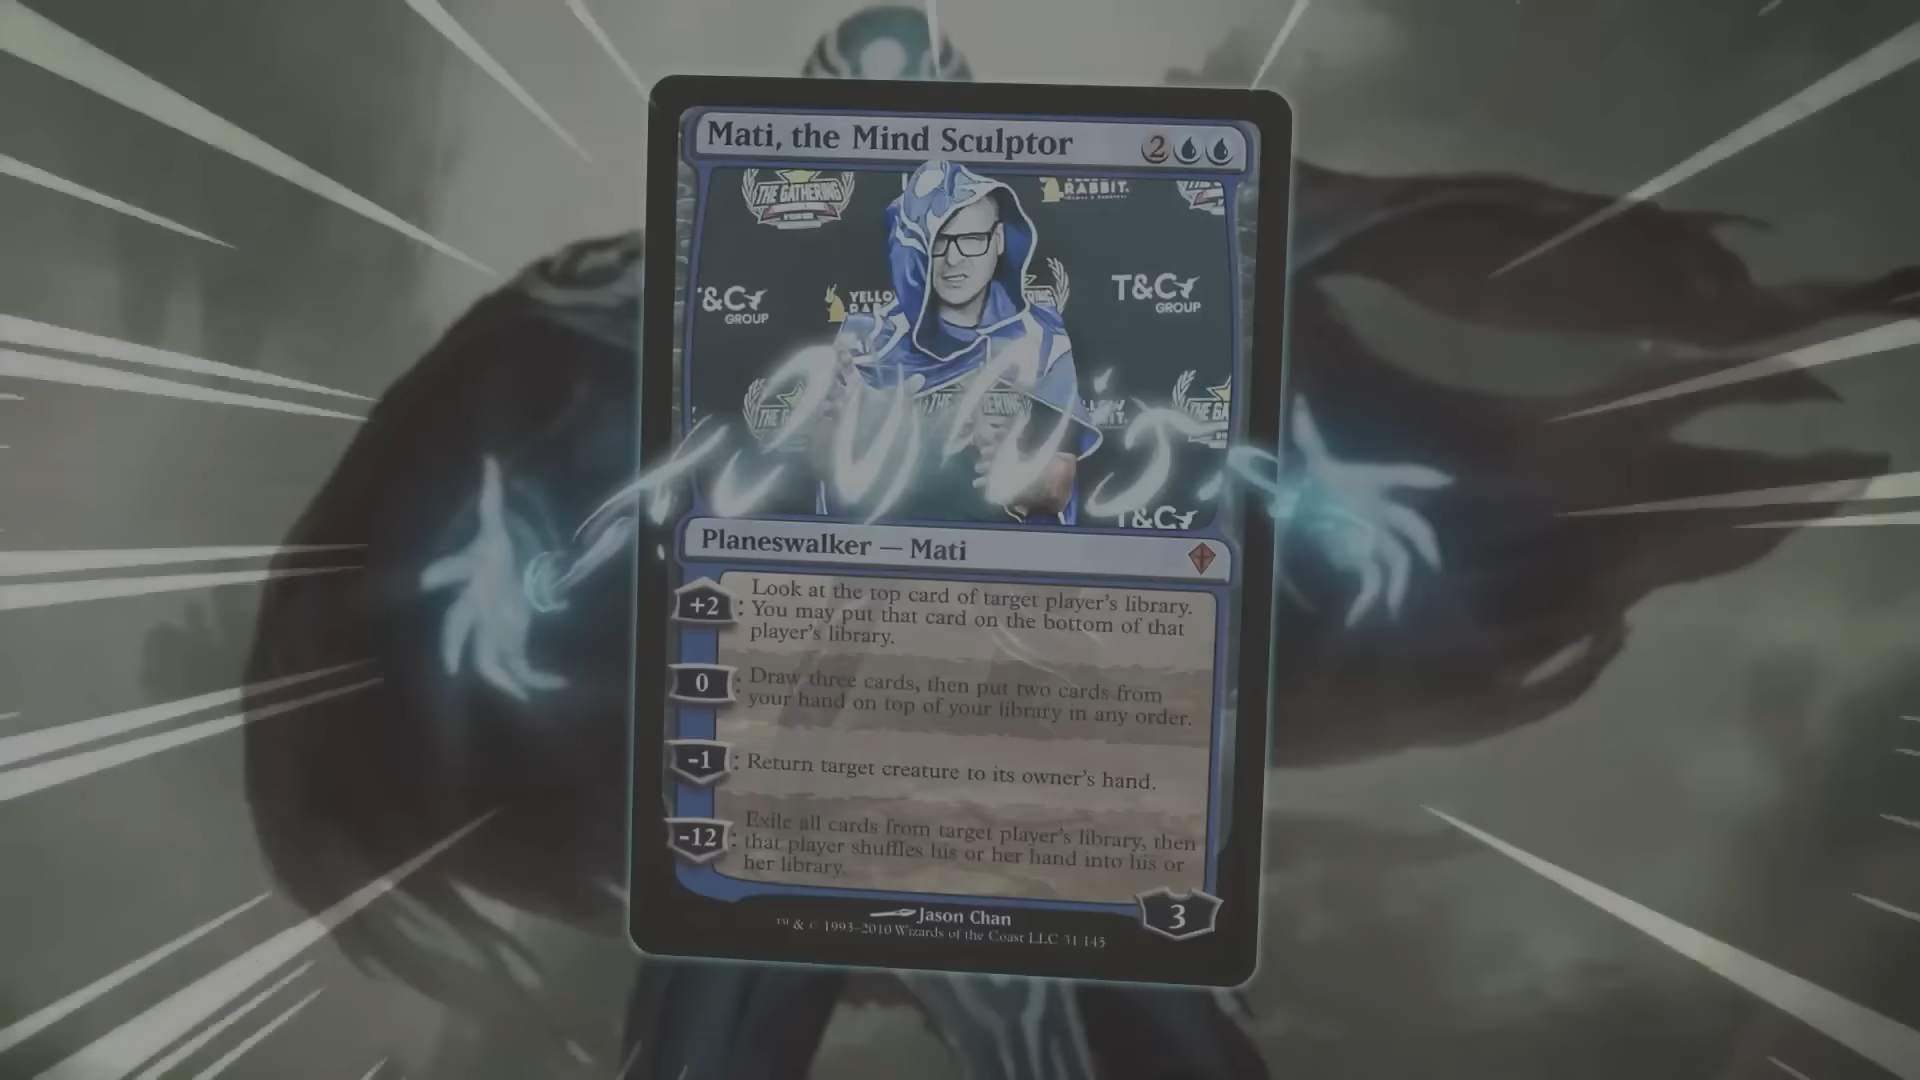 Mati, the Mind Sculptor 2
THE GATHERING
RABBIT.
T&C
GROUP
&C
GROUP
YELLO
RAB
THE GA
T&C
Planeswalker — Mati
+2 : Look at the top card of target player's library.
You may put that card on the bottom of that
player's library.
0 : Draw three cards, then put two cards from
your hand on top of your library in any order.
-1 : Return target creature to its owner's hand.
-12 : Exile all cards from target player's library, then
that player shuffles his or her hand into his or
her library.
3
Jason Chan
™ & © 1993–2010 Wizards of the Coast LLC 31/145